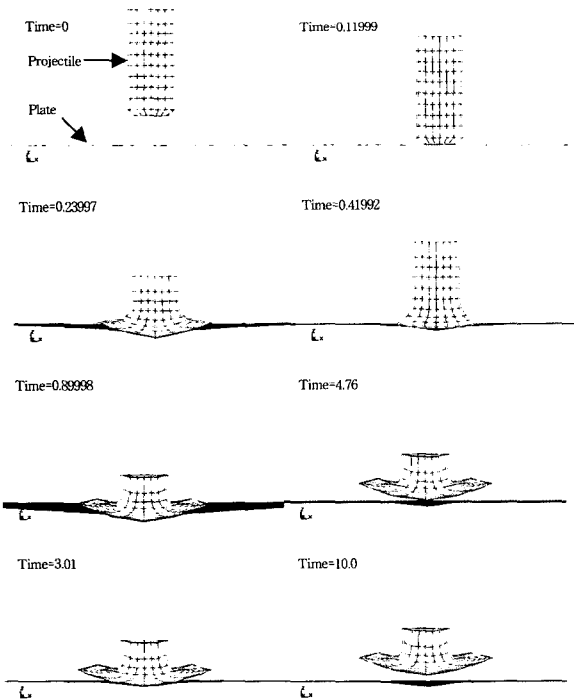 Time=0
Time=0.11999
Projectile
Plate
x
x
Time=0.23997
Time=0.41992
x
x
Time=0.89998
Time=4.76
x
x
Time=3.01
Time=10.0
x
x